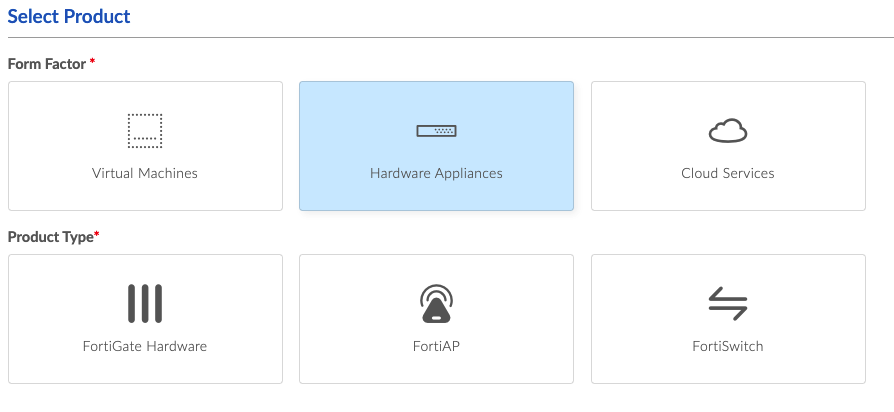 Select Product
Form Factor *
Virtual Machines
Hardware Appliances
Cloud Services
Product Type*
FortiGate Hardware
FortiAP
FortiSwitch